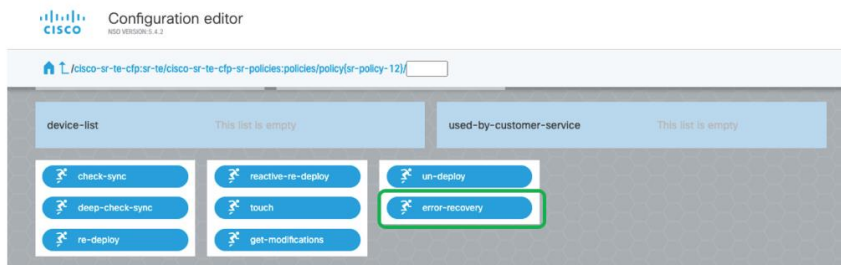 CISCO
Configuration editor
NSO VERSION: 5.4.2
/cisco-sr-te-cfp:sr-te/cisco-sr-te-cfp-sr-policies:policies/policy{sr-policy-12}/
device-list This list is empty used-by-customer-service This list is empty
check-sync reactive-re-deploy un-deploy
deep-check-sync touch error-recovery
re-deploy get-modifications